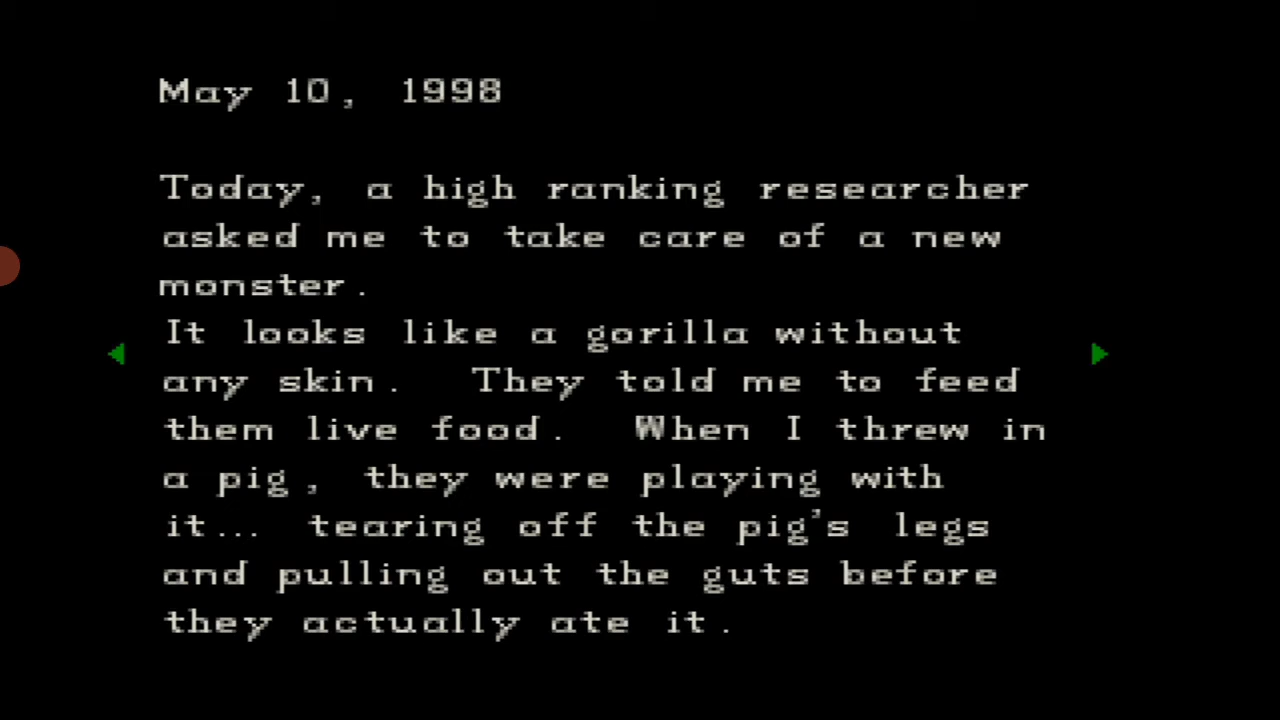 May 10, 1998
Today, a high ranking researcher
asked me to take care of a new
monster.
It looks like a gorilla without
any skin. They told me to feed
them live food. When I threw in
a pig, they were playing with
it... tearing off the pig's legs
and pulling out the guts before
they actually ate it.